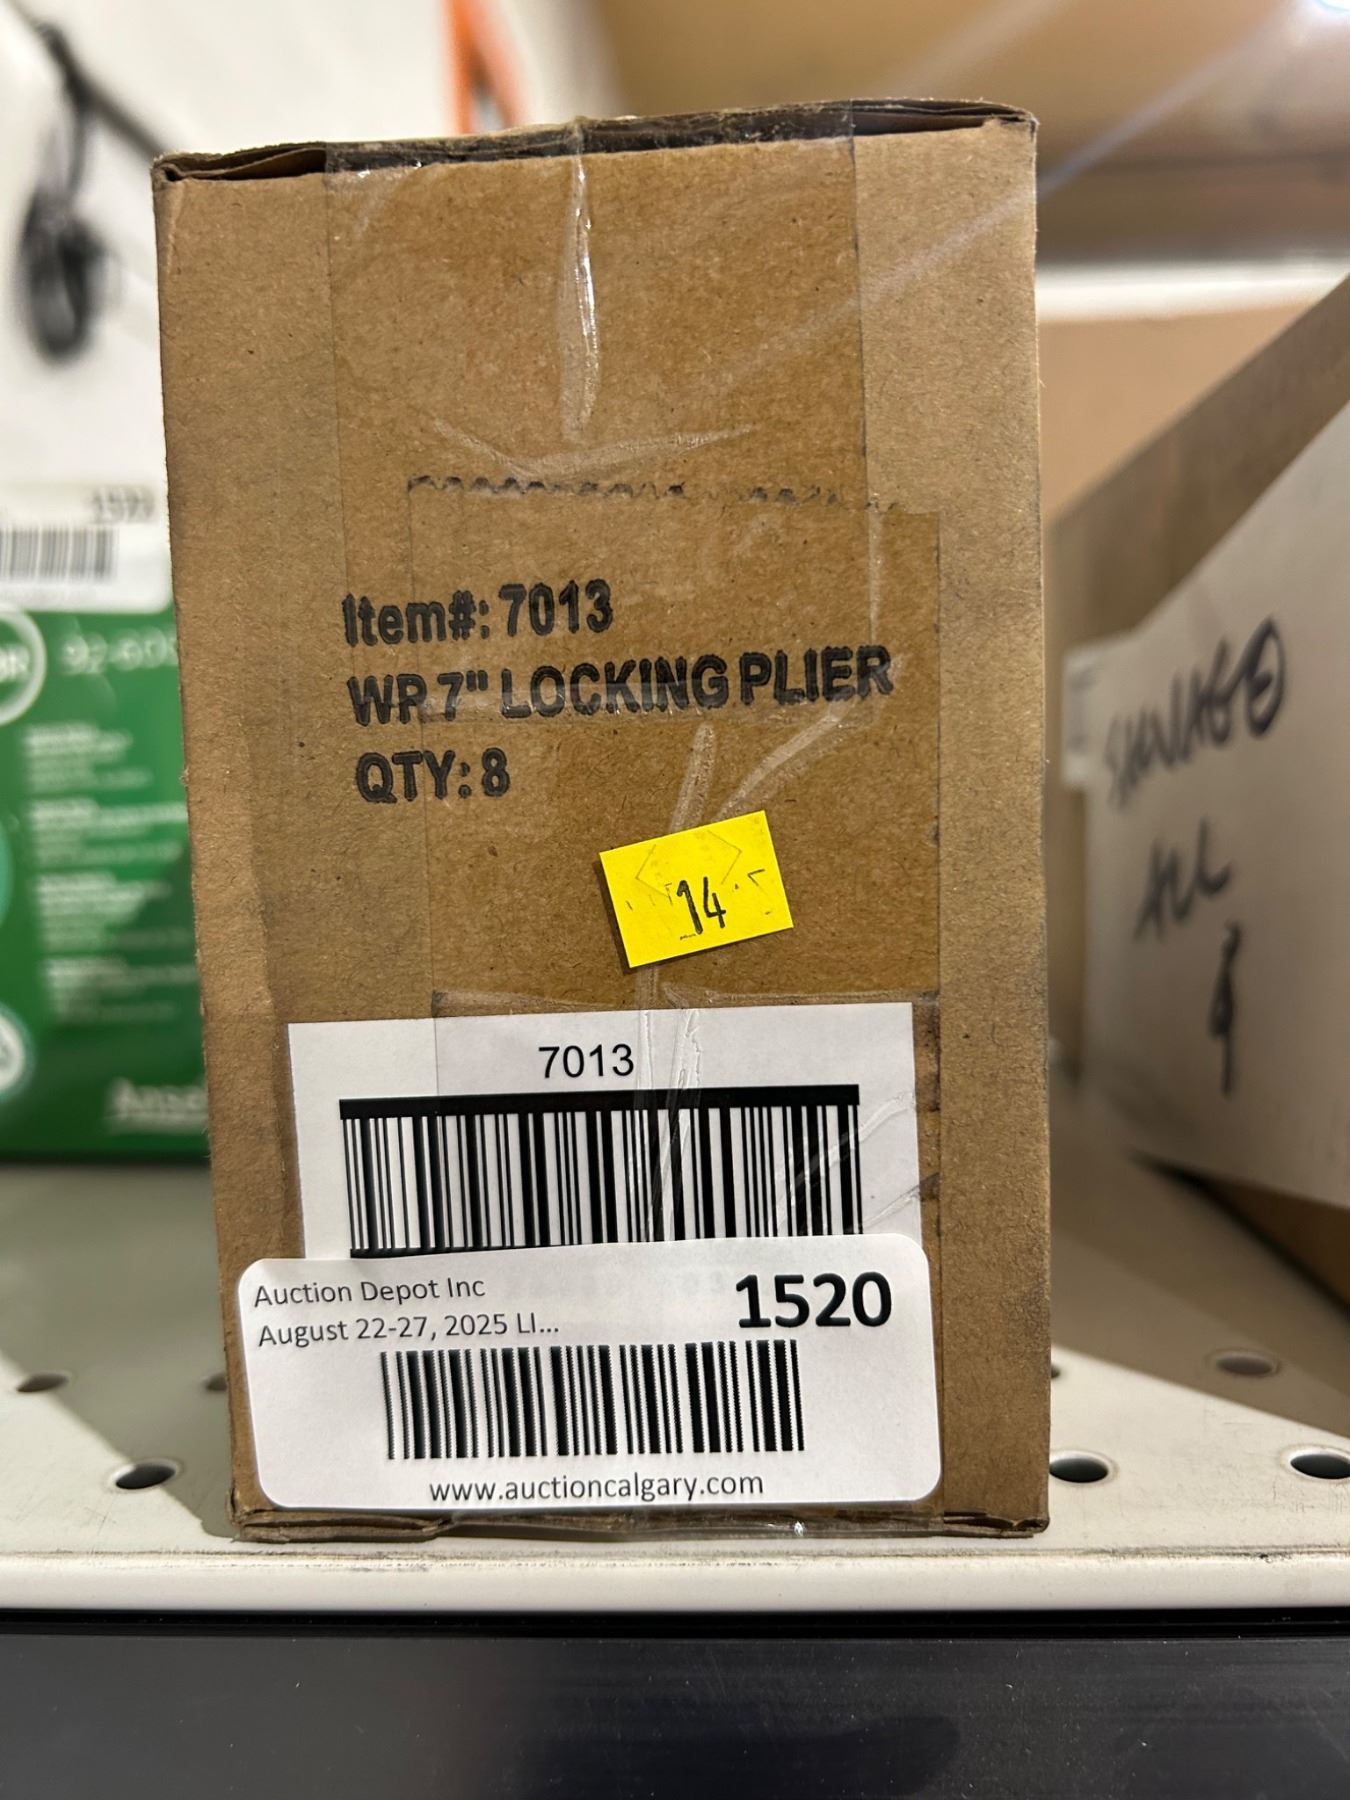 Item#: 7013
WR 7" LOCKING PLIER
QTY: 8
14
7013
Auction Depot Inc
1520
August 22-27, 2025 LI...
www.auctioncalgary.com
ALL